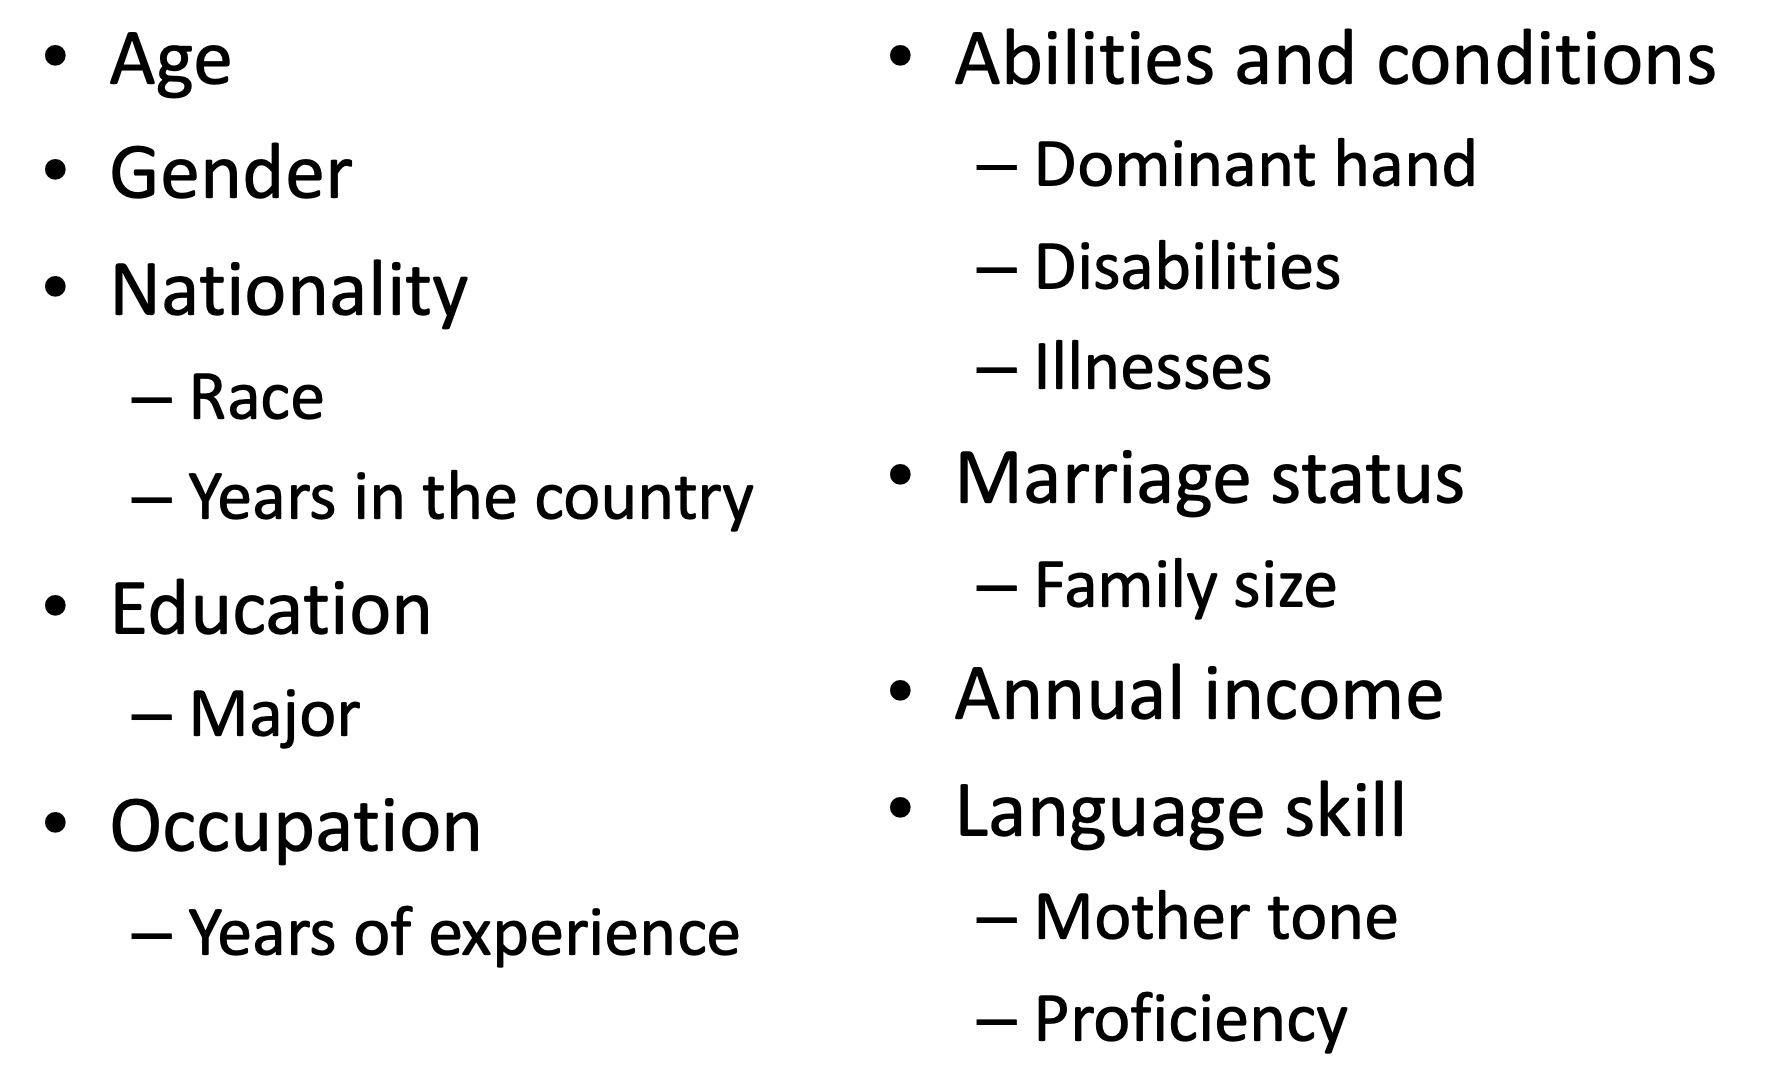 • Age
• Gender
• Nationality
– Race
– Years in the country
• Education
– Major
• Occupation
– Years of experience
• Abilities and conditions
– Dominant hand
– Disabilities
– Illnesses
• Marriage status
– Family size
• Annual income
• Language skill
– Mother tone
– Proficiency